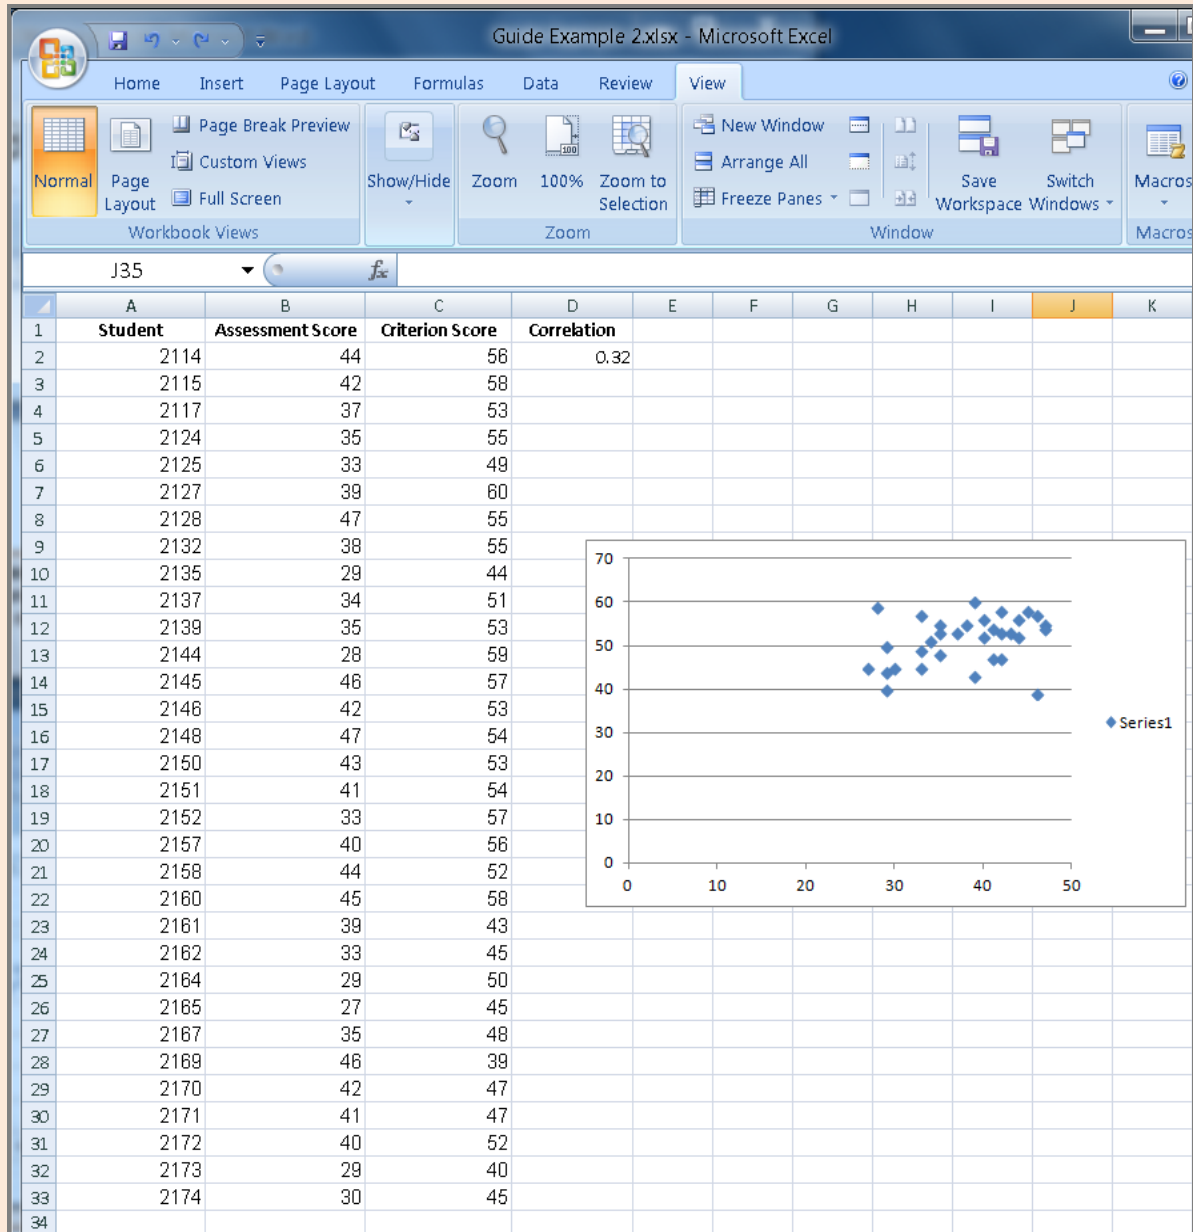 Guide Example 2.xlsx - Microsoft Excel
Home Insert Page Layout Formulas Data Review View
Normal
Page Layout
Page Break Preview
Custom Views
Full Screen
Workbook Views
Show/Hide
Zoom
100%
Zoom to Selection
Zoom
New Window
Arrange All
Freeze Panes
Save Workspace
Switch Windows
Window
Macros
Macros
J35 fx
A B C D E F G H I J K
1 Student Assessment Score Criterion Score Correlation
2 2114 44 56 0.32
3 2115 42 58
4 2117 37 53
5 2124 35 55
6 2125 33 49
7 2127 39 60
8 2128 47 55
9 2132 38 55
10 2135 29 44
11 2137 34 51
12 2139 35 53
13 2144 28 59
14 2145 46 57
15 2146 42 53
16 2148 47 54
17 2150 43 53
18 2151 41 54
19 2152 33 57
20 2157 40 56
21 2158 44 52
22 2160 45 58
23 2161 39 43
24 2162 33 45
25 2164 29 50
26 2165 27 45
27 2167 35 48
28 2169 46 39
29 2170 42 47
30 2171 41 47
31 2172 40 52
32 2173 29 40
33 2174 30 45
34
70
60
50
40
30
20
10
0
0 10 20 30 40 50
Series1